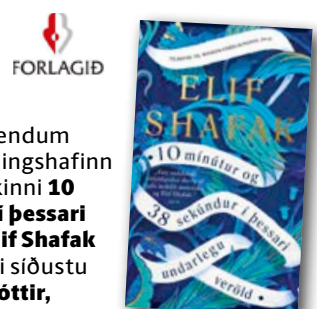 FORLAGIÐ
endum
ingshafinn
kinni 10
í þessari
if Shafak
i síðustu
óttir,
ELIF
SHAFAK
10 mínútur og
38 sekúndur í þessari
undarlegu
veröld